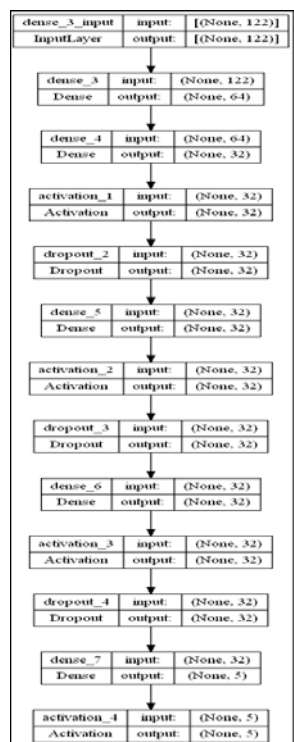 dense_3_input input: [(None, 122)]
InputLayer output: [(None, 122)]
dense_3 input: (None, 122)
Dense output: (None, 64)
dense_4 input: (None, 64)
Dense output: (None, 32)
activation_1 input: (None, 32)
Activation output: (None, 32)
dropout_2 input: (None, 32)
Dropout output: (None, 32)
dense_5 input: (None, 32)
Dense output: (None, 32)
activation_2 input: (None, 32)
Activation output: (None, 32)
dropout_3 input: (None, 32)
Dropout output: (None, 32)
dense_6 input: (None, 32)
Dense output: (None, 32)
activation_3 input: (None, 32)
Activation output: (None, 32)
dropout_4 input: (None, 32)
Dropout output: (None, 32)
dense_7 input: (None, 32)
Dense output: (None, 5)
activation_4 input: (None, 5)
Activation output: (None, 5)